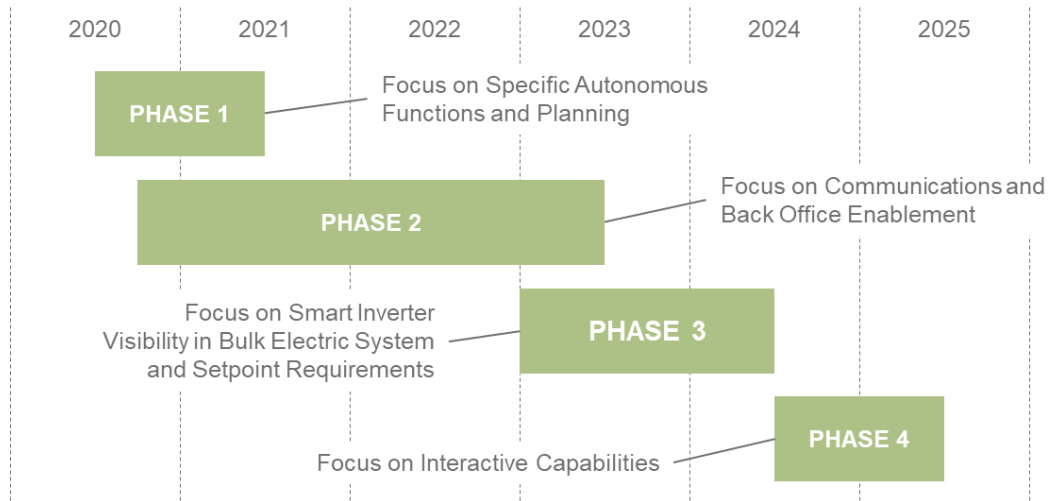 2020 2021 2022 2023 2024 2025
PHASE 1
Focus on Specific Autonomous
Functions and Planning
PHASE 2
Focus on Communications and
Back Office Enablement
Focus on Smart Inverter
Visibility in Bulk Electric System
and Setpoint Requirements
PHASE 3
Focus on Interactive Capabilities
PHASE 4